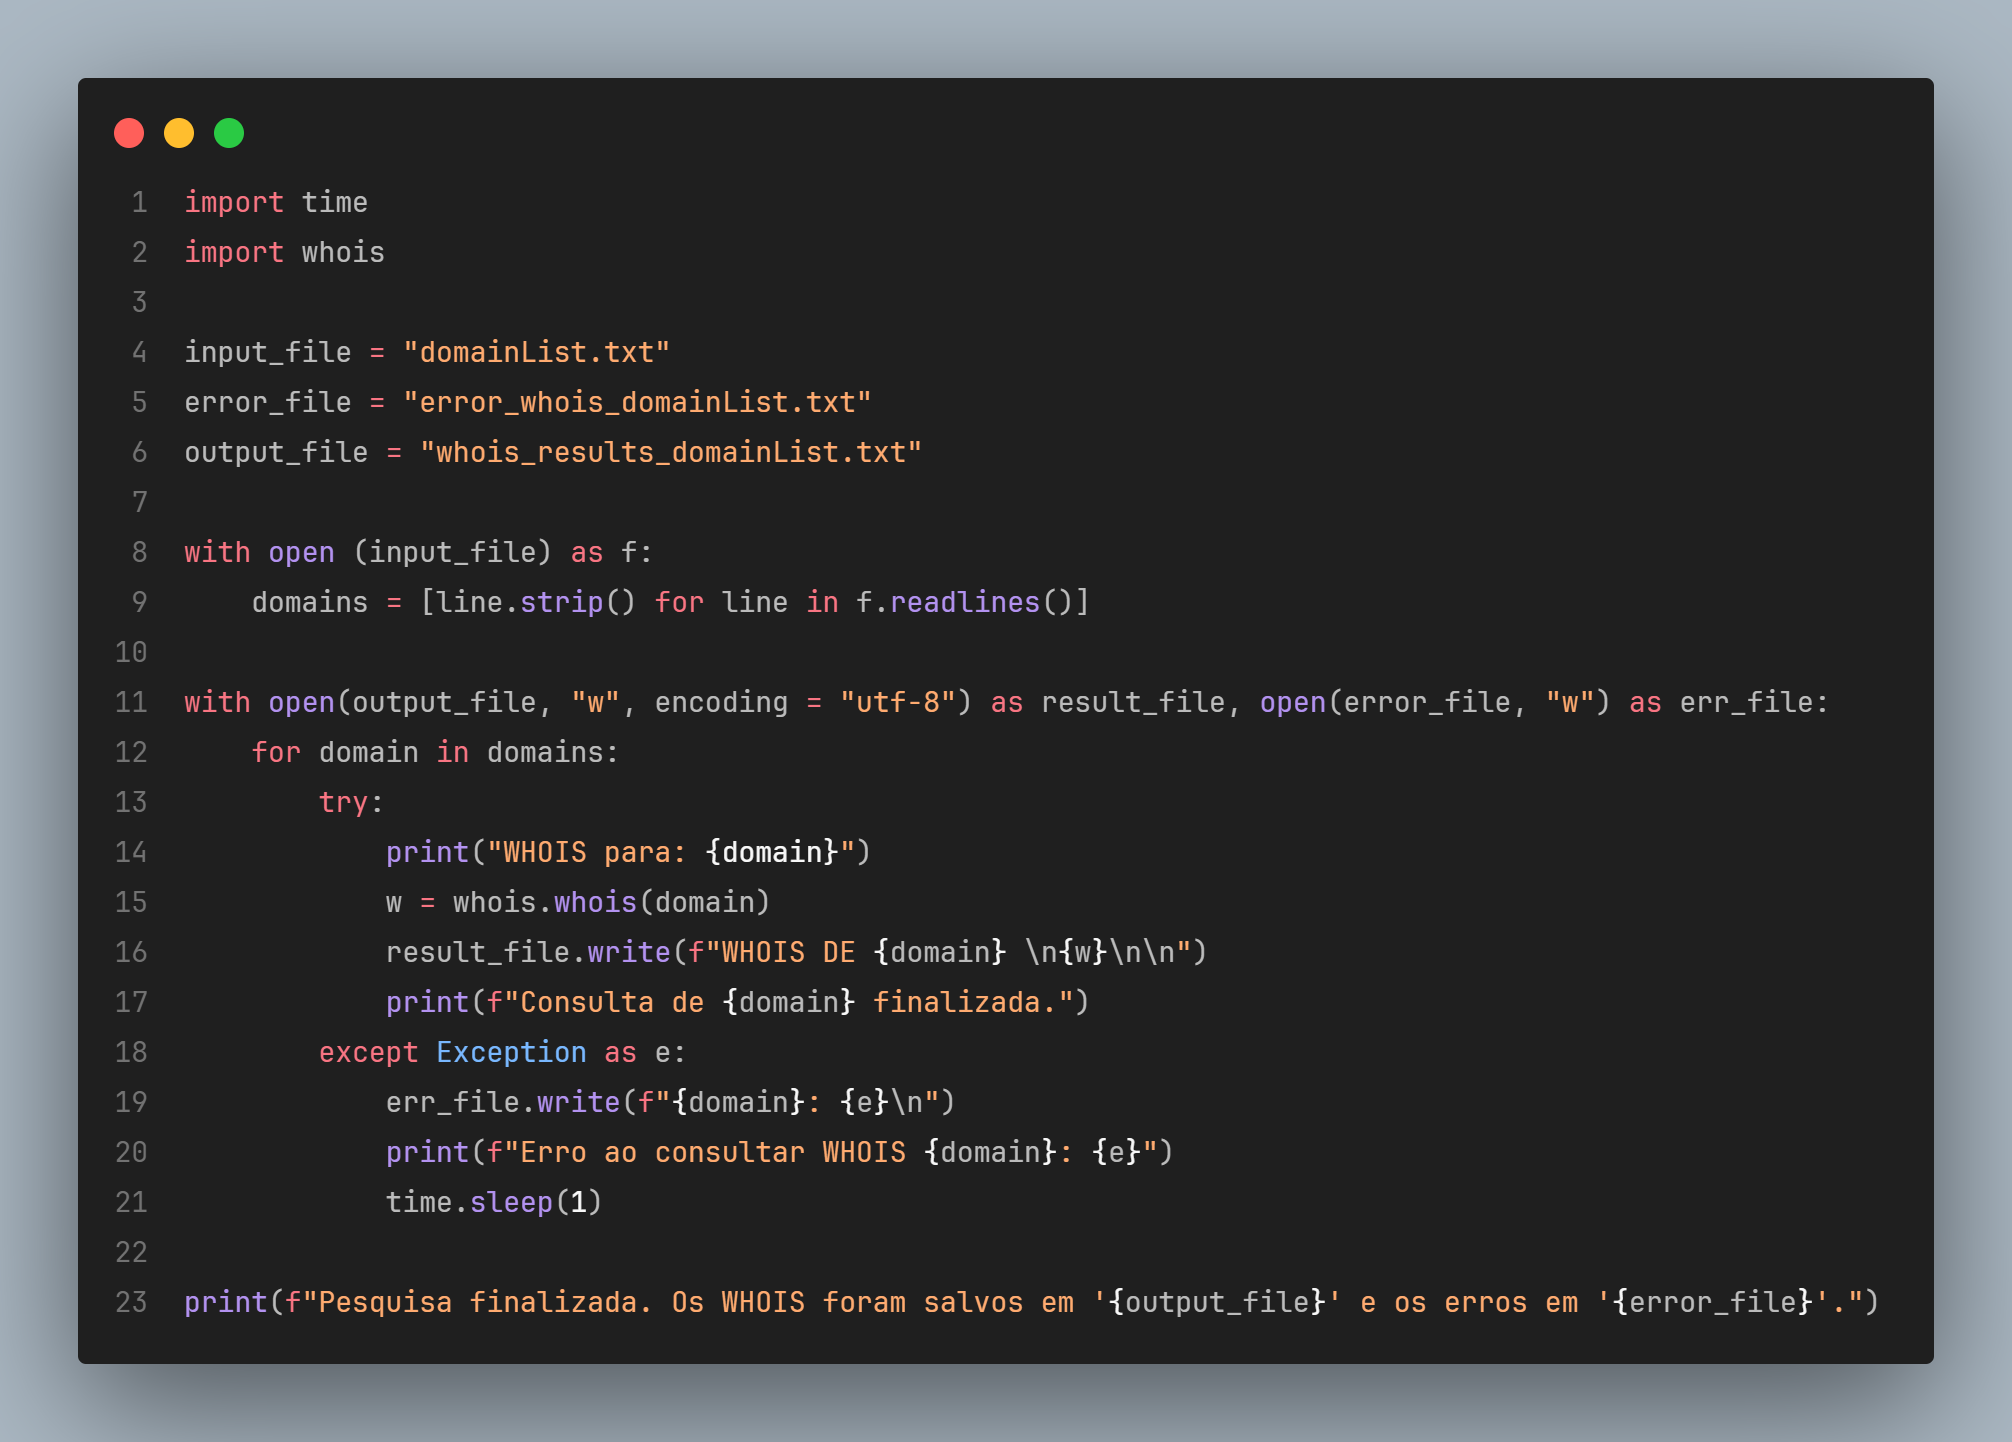 1 import time
2 import whois
3
4 input_file = "domainList.txt"
5 error_file = "error_whois_domainList.txt"
6 output_file = "whois_results_domainList.txt"
7
8 with open (input_file) as f:
9     domains = [line.strip() for line in f.readlines()]
10
11 with open(output_file, "w", encoding = "utf-8") as result_file, open(error_file, "w") as err_file:
12     for domain in domains:
13         try:
14             print("WHOIS para: {domain}")
15             w = whois.whois(domain)
16             result_file.write(f"WHOIS DE {domain} \n{w}\n\n")
17             print(f"Consulta de {domain} finalizada.")
18         except Exception as e:
19             err_file.write(f"{domain}: {e}\n")
20             print(f"Erro ao consultar WHOIS {domain}: {e}")
21             time.sleep(1)
22
23 print(f"Pesquisa finalizada. Os WHOIS foram salvos em '{output_file}' e os erros em '{error_file}'.")